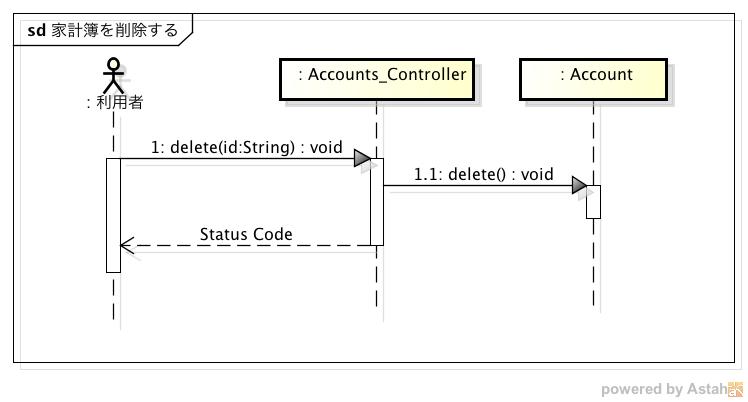 sd 家計簿を削除する
: 利用者
: Accounts_Controller
: Account
1: delete(id:String) : void
1.1: delete() : void
Status Code
powered by Astah